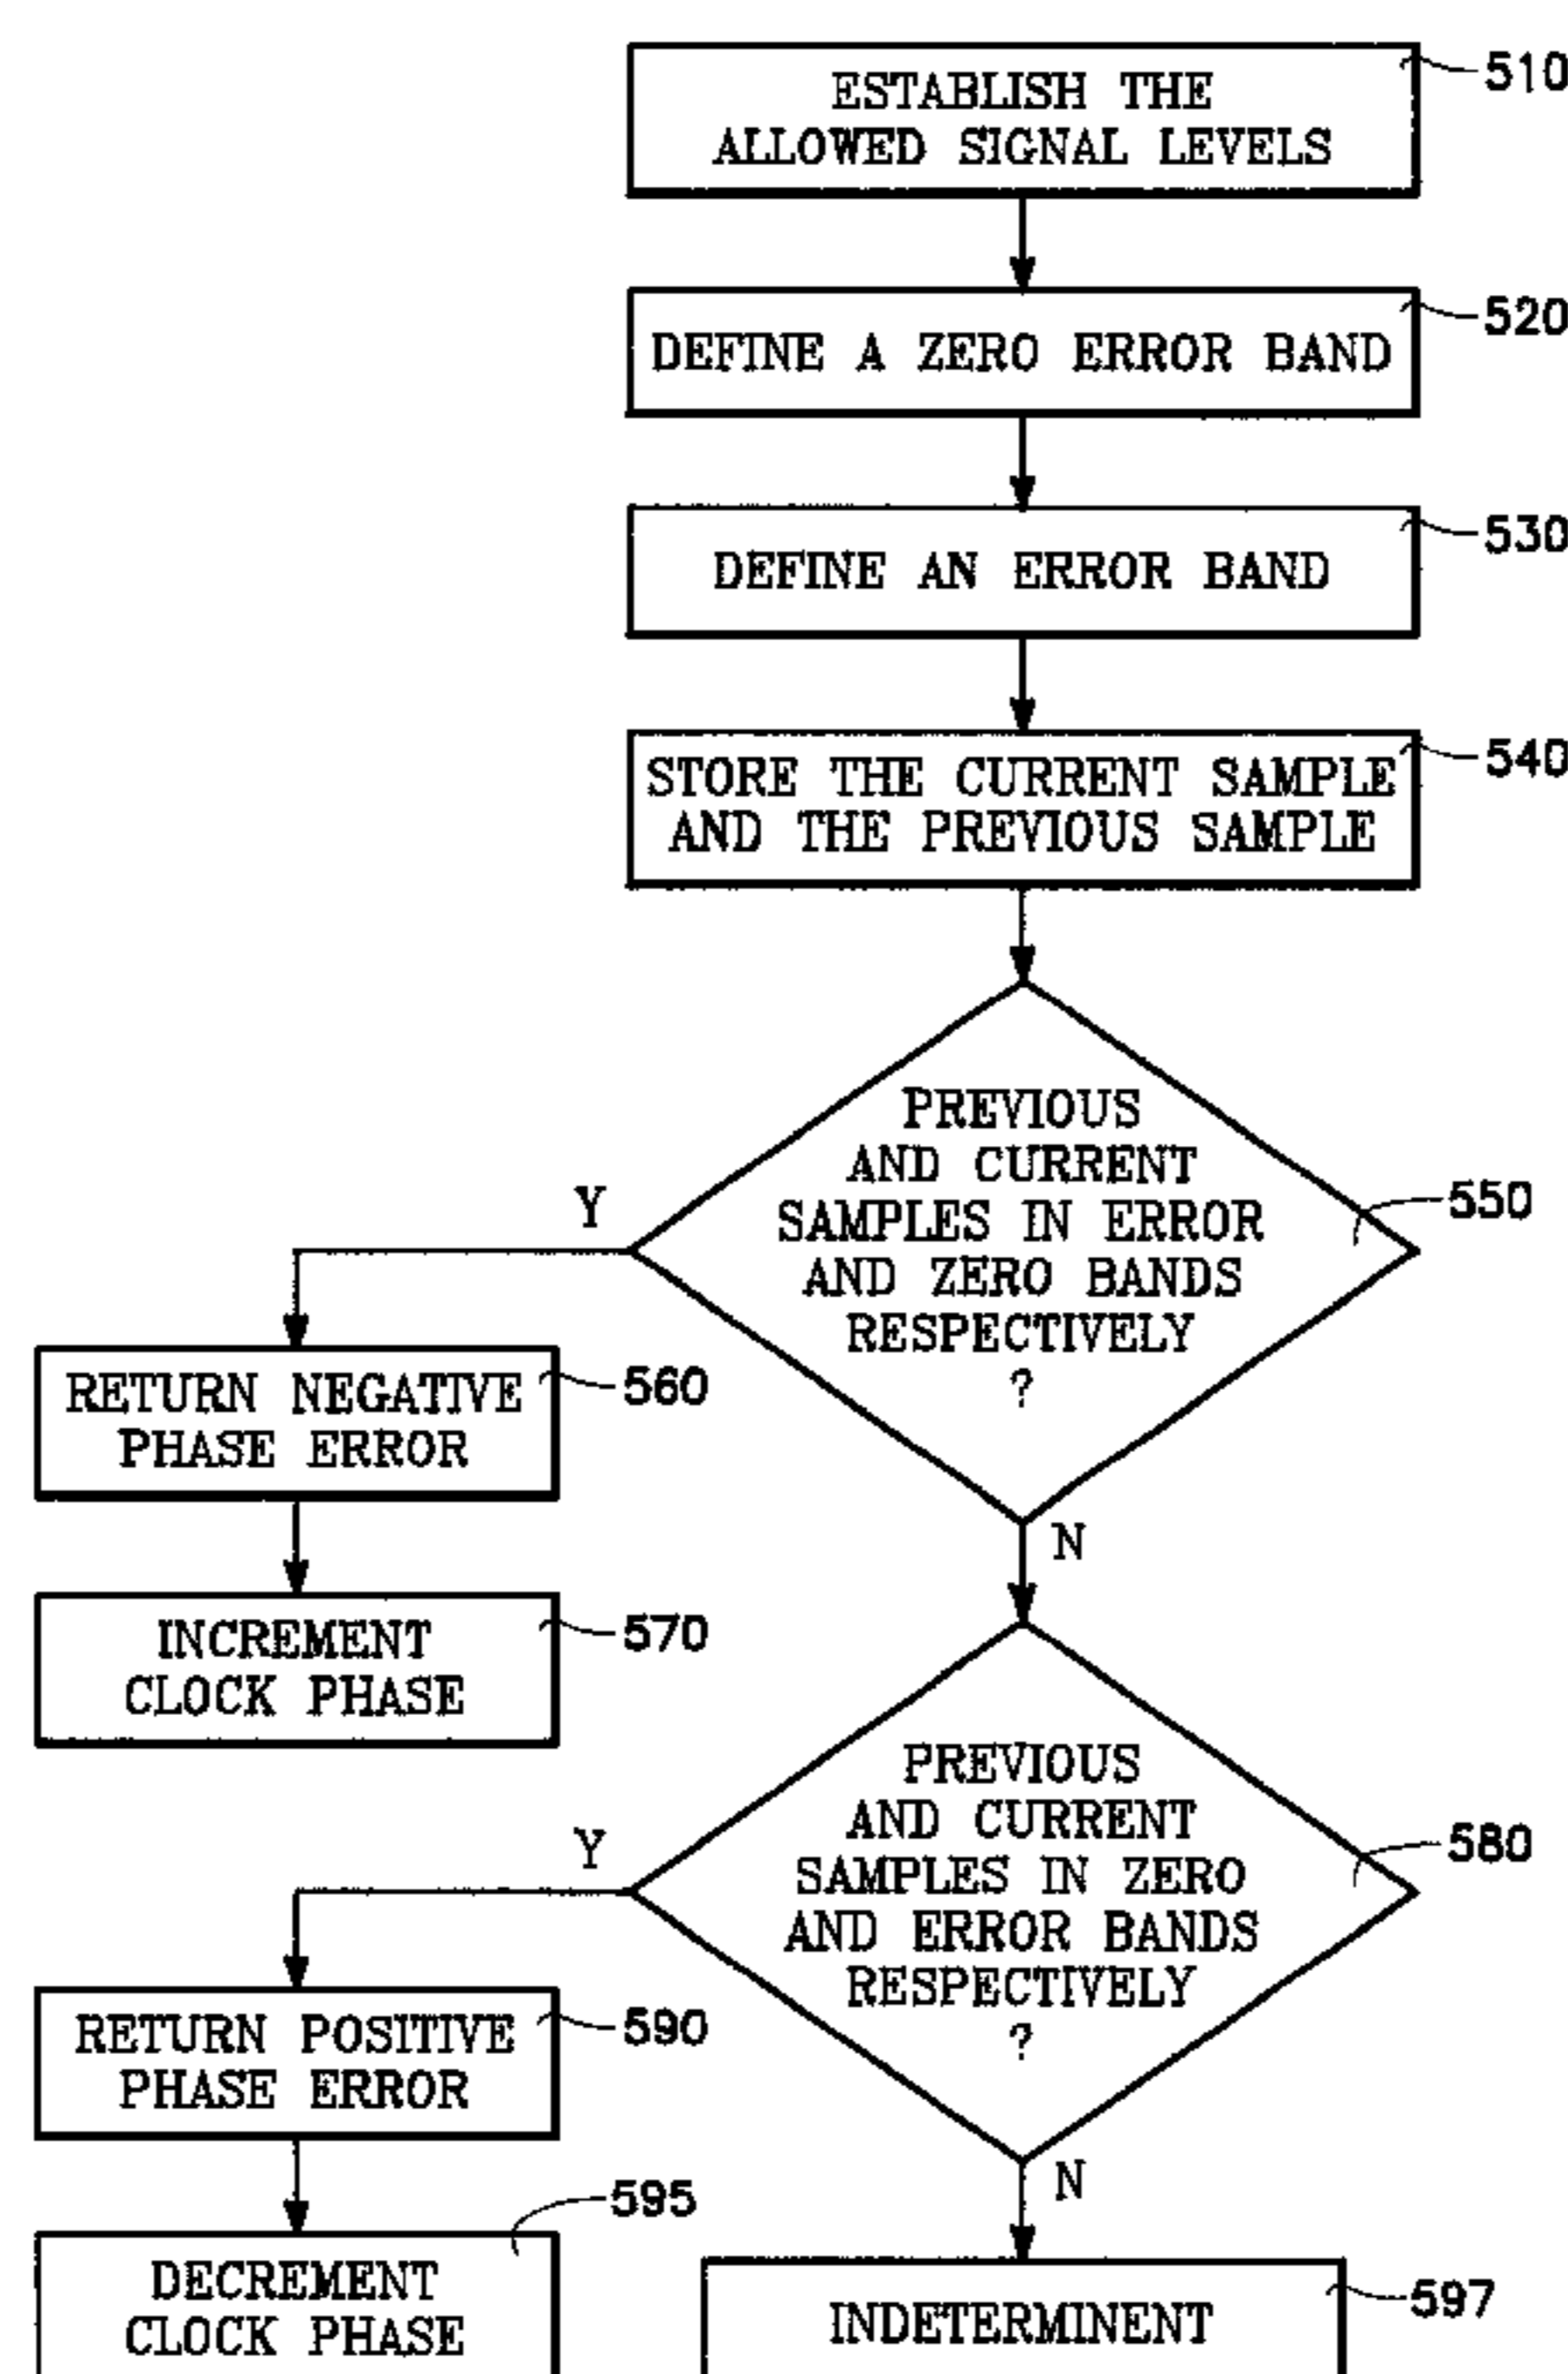 ESTABLISH THE
ALLOWED SIGNAL LEVELS
510
DEFINE A ZERO ERROR BAND
520
DEFINE AN ERROR BAND
530
STORE THE CURRENT SAMPLE
AND THE PREVIOUS SAMPLE
540
PREVIOUS
AND CURRENT
SAMPLES IN ERROR
AND ZERO BANDS
RESPECTIVELY
?
550
Y
N
RETURN NEGATIVE
PHASE ERROR
560
INCREMENT
CLOCK PHASE
570
PREVIOUS
AND CURRENT
SAMPLES IN ZERO
AND ERROR BANDS
RESPECTIVELY
?
580
Y
N
RETURN POSITIVE
PHASE ERROR
590
DECREMENT
CLOCK PHASE
595
INDETERMINENT
597